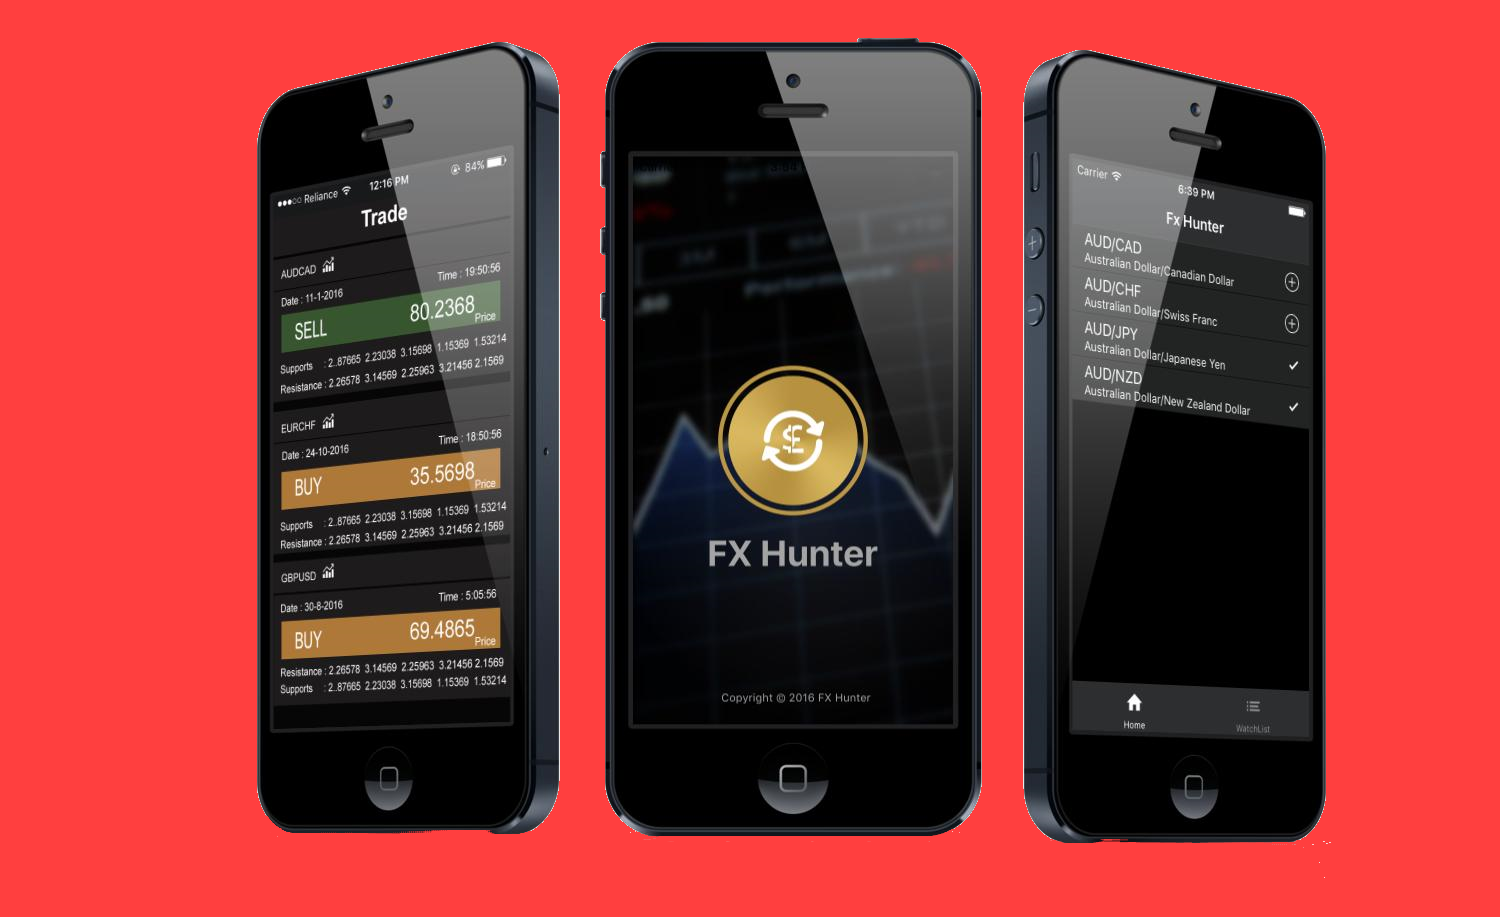 Reliance 12:16 PM 84%
Trade
AUDCAD
Time : 19:50:56
Date : 11-1-2016
SELL 80.2368 Price
Supports : 2..87665 2.23038 3.15698 1.15369 1.53214
Resistance : 2.26578 3.14569 2.25963 3.21456 2.1569
EURCHF
Time : 18:50:56
Date : 24-10-2016
BUY 35.5698 Price
Supports : 2..87665 2.23038 3.15698 1.15369 1.53214
Resistance : 2.26578 3.14569 2.25963 3.21456 2.1569
GBPUSD
Time : 5:05:56
Date : 30-8-2016
BUY 69.4865 Price
Resistance : 2.26578 3.14569 2.25963 3.21456 2.1569
Supports : 2..87665 2.23038 3.15698 1.15369 1.53214
Performance:
FX Hunter
Copyright © 2016 FX Hunter
Carrier 6:39 PM
Fx Hunter
AUD/CAD
Australian Dollar/Canadian Dollar
AUD/CHF
Australian Dollar/Swiss Franc
AUD/JPY
Australian Dollar/Japanese Yen
AUD/NZD
Australian Dollar/New Zealand Dollar
Home WatchList